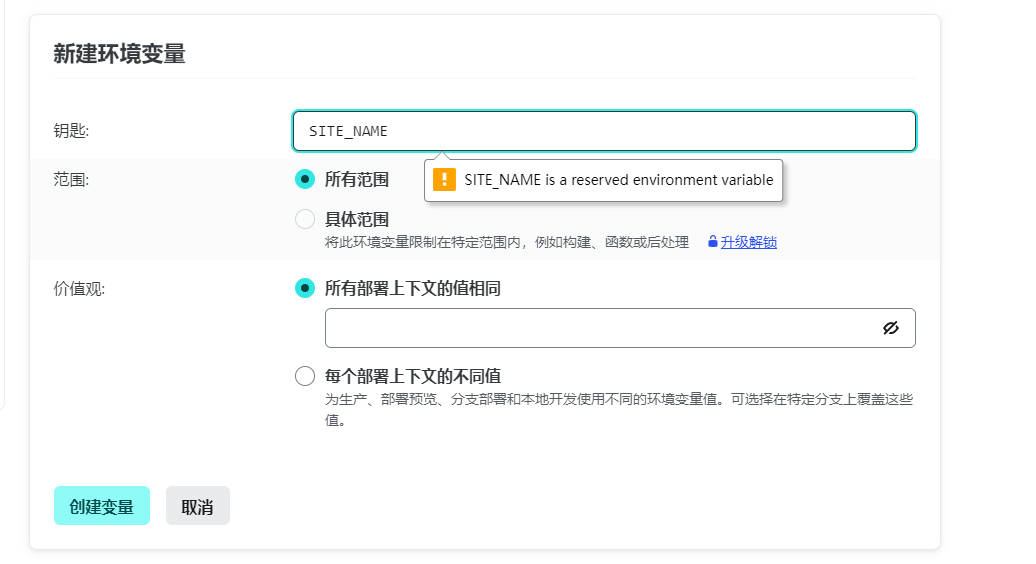 新建环境变量
钥匙:
SITE_NAME
范围:
所有范围
SITE_NAME is a reserved environment variable
具体范围
将此环境变量限制在特定范围内，例如构建、函数或后处理 升级解锁
价值观:
所有部署上下文的值相同
每个部署上下文的不同值
为生产、部署预览、分支部署和本地开发使用不同的环境变量值。可选择在特定分支上覆盖这些
值。
创建变量 取消